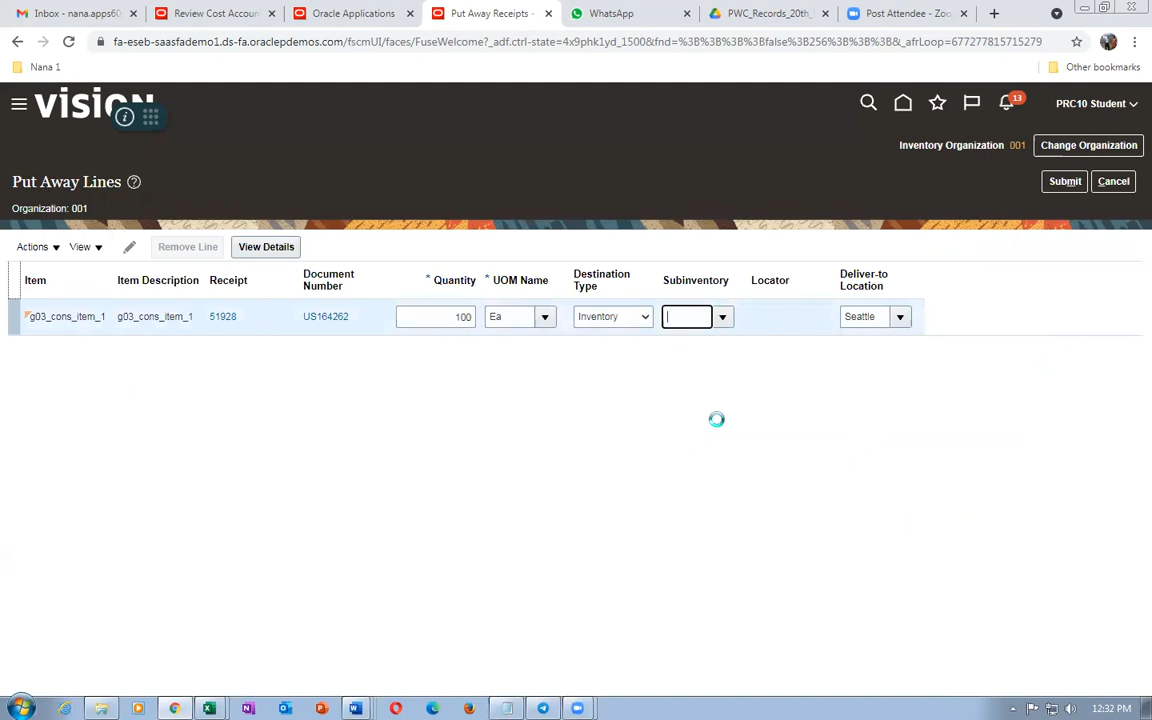 Inbox - nana.apps60
Review Cost Accoun
Oracle Applications
Put Away Receipts -
WhatsApp
PWC_Records_20th_
Post Attendee - Zoo
fa-eseb-saasfademo1.ds-fa.oraclepdemos.com/fscmUI/faces/FuseWelcome?_adf.ctrl-state=4x9phk1yd_1500&fnd=%3B%3B%3B%3Bfalse%3B256%3B%3B%3B&_afrLoop=677277815715279
Nana 1
Other bookmarks
vision
13
PRC10 Student
Inventory Organization 001
Change Organization
Put Away Lines
Submit
Cancel
Organization: 001
Actions
View
Remove Line
View Details
Item
Item Description
Receipt
Document
Number
* Quantity
* UOM Name
Destination
Type
Subinventory
Locator
Deliver-to
Location
g03_cons_item_1
g03_cons_item_1
51928
US164262
100
Ea
Inventory
Seattle
12:32 PM